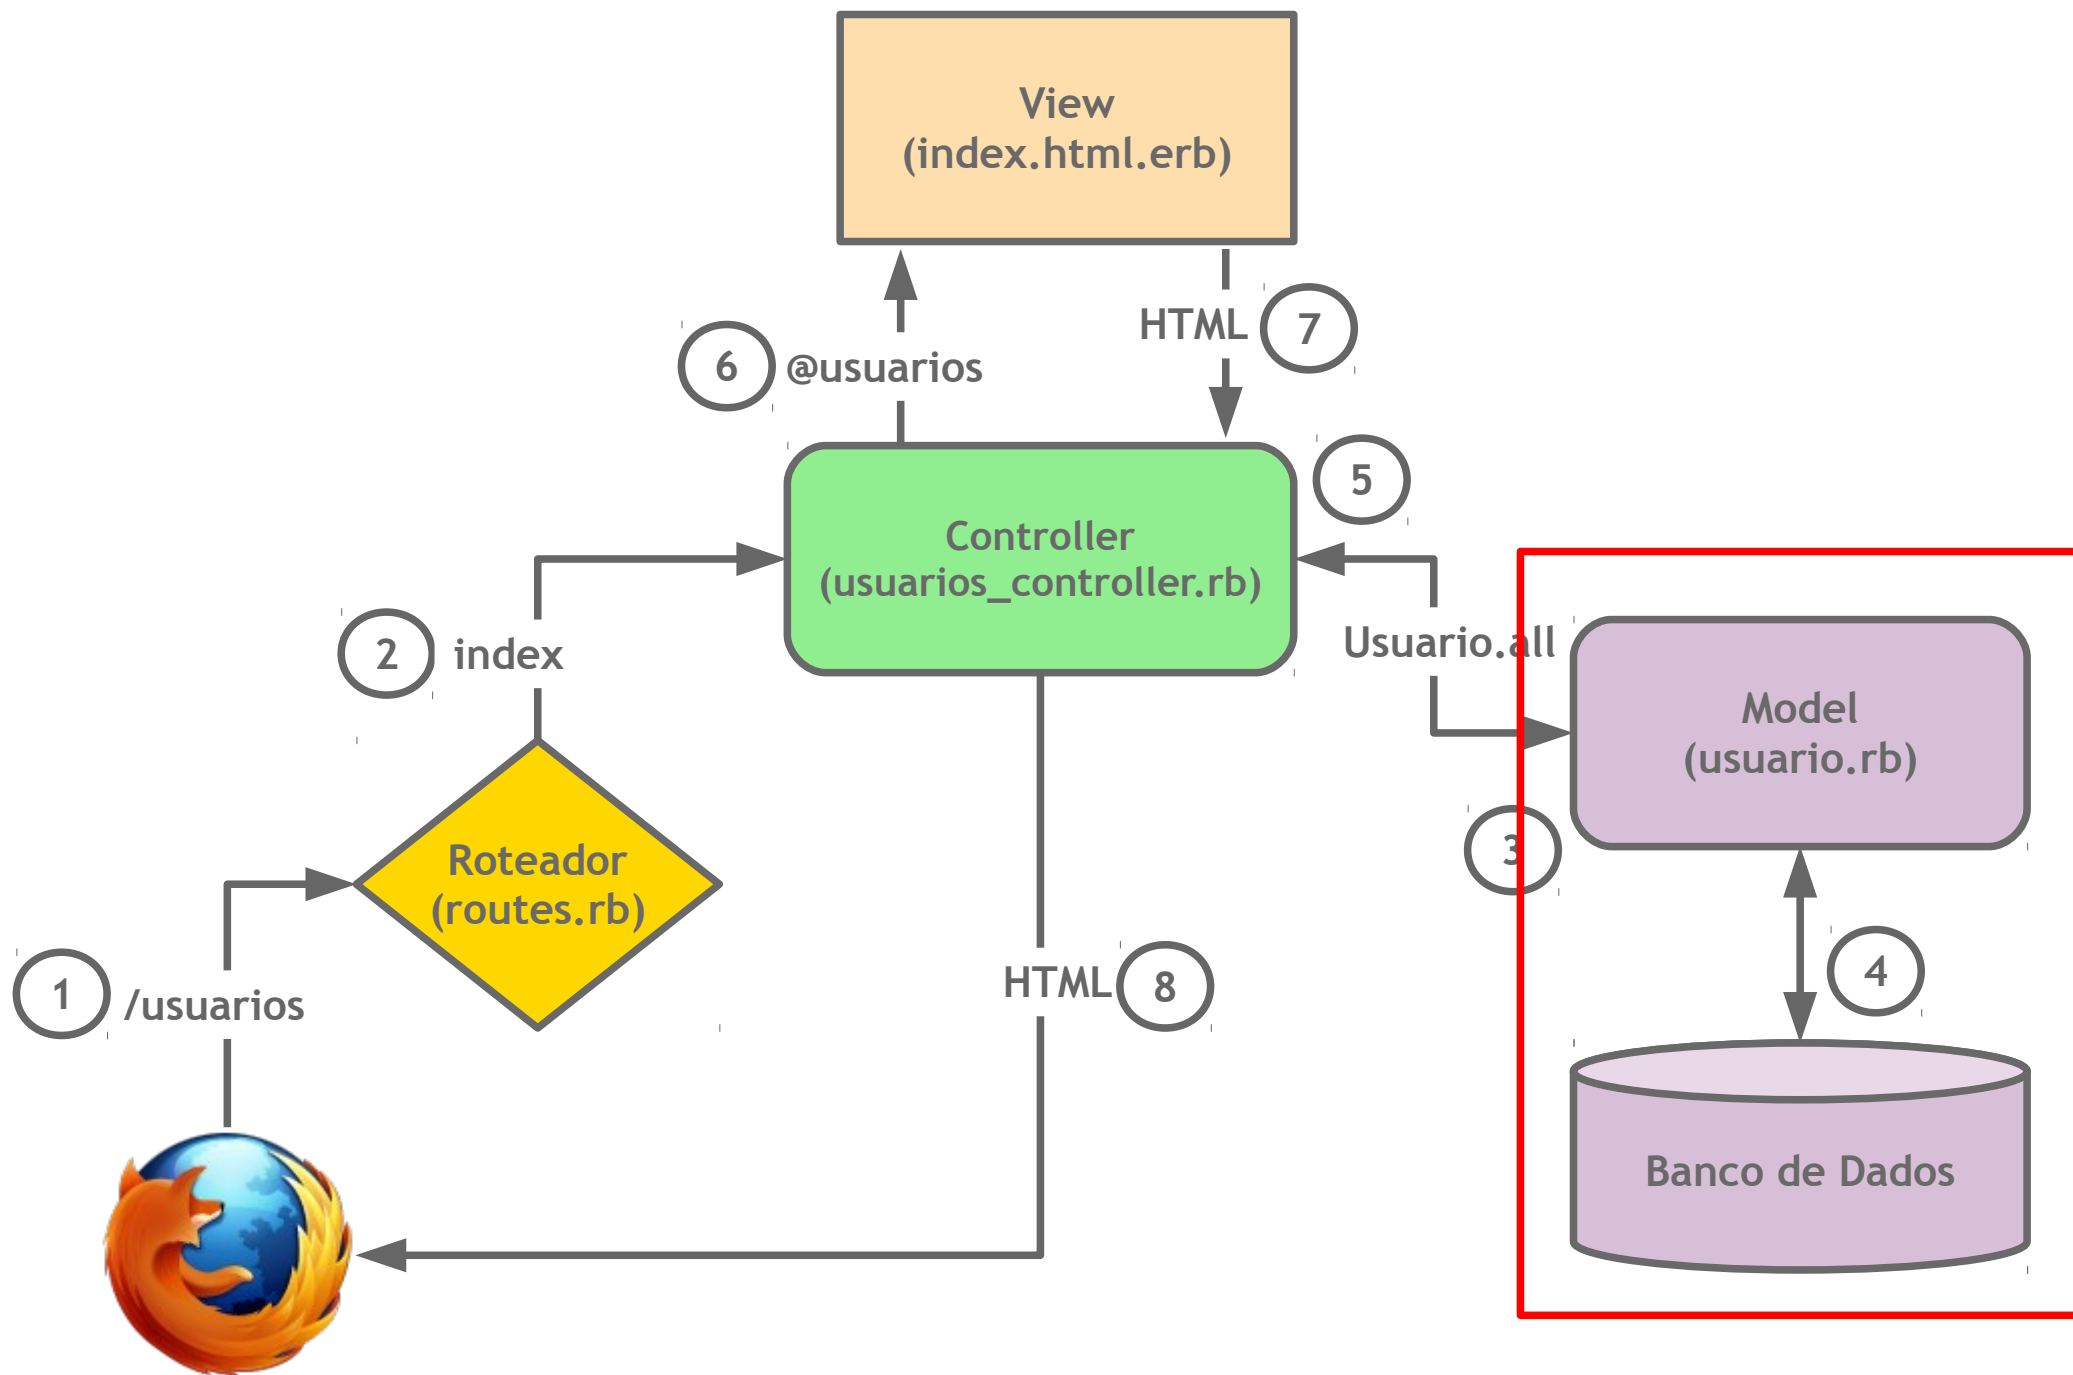 View
(index.html.erb)
HTML
7
6
@usuarios
5
Controller
(usuarios_controller.rb)
2
index
Usuario.all
Model
(usuario.rb)
3
Roteador
(routes.rb)
4
1
/usuarios
HTML
8
Banco de Dados